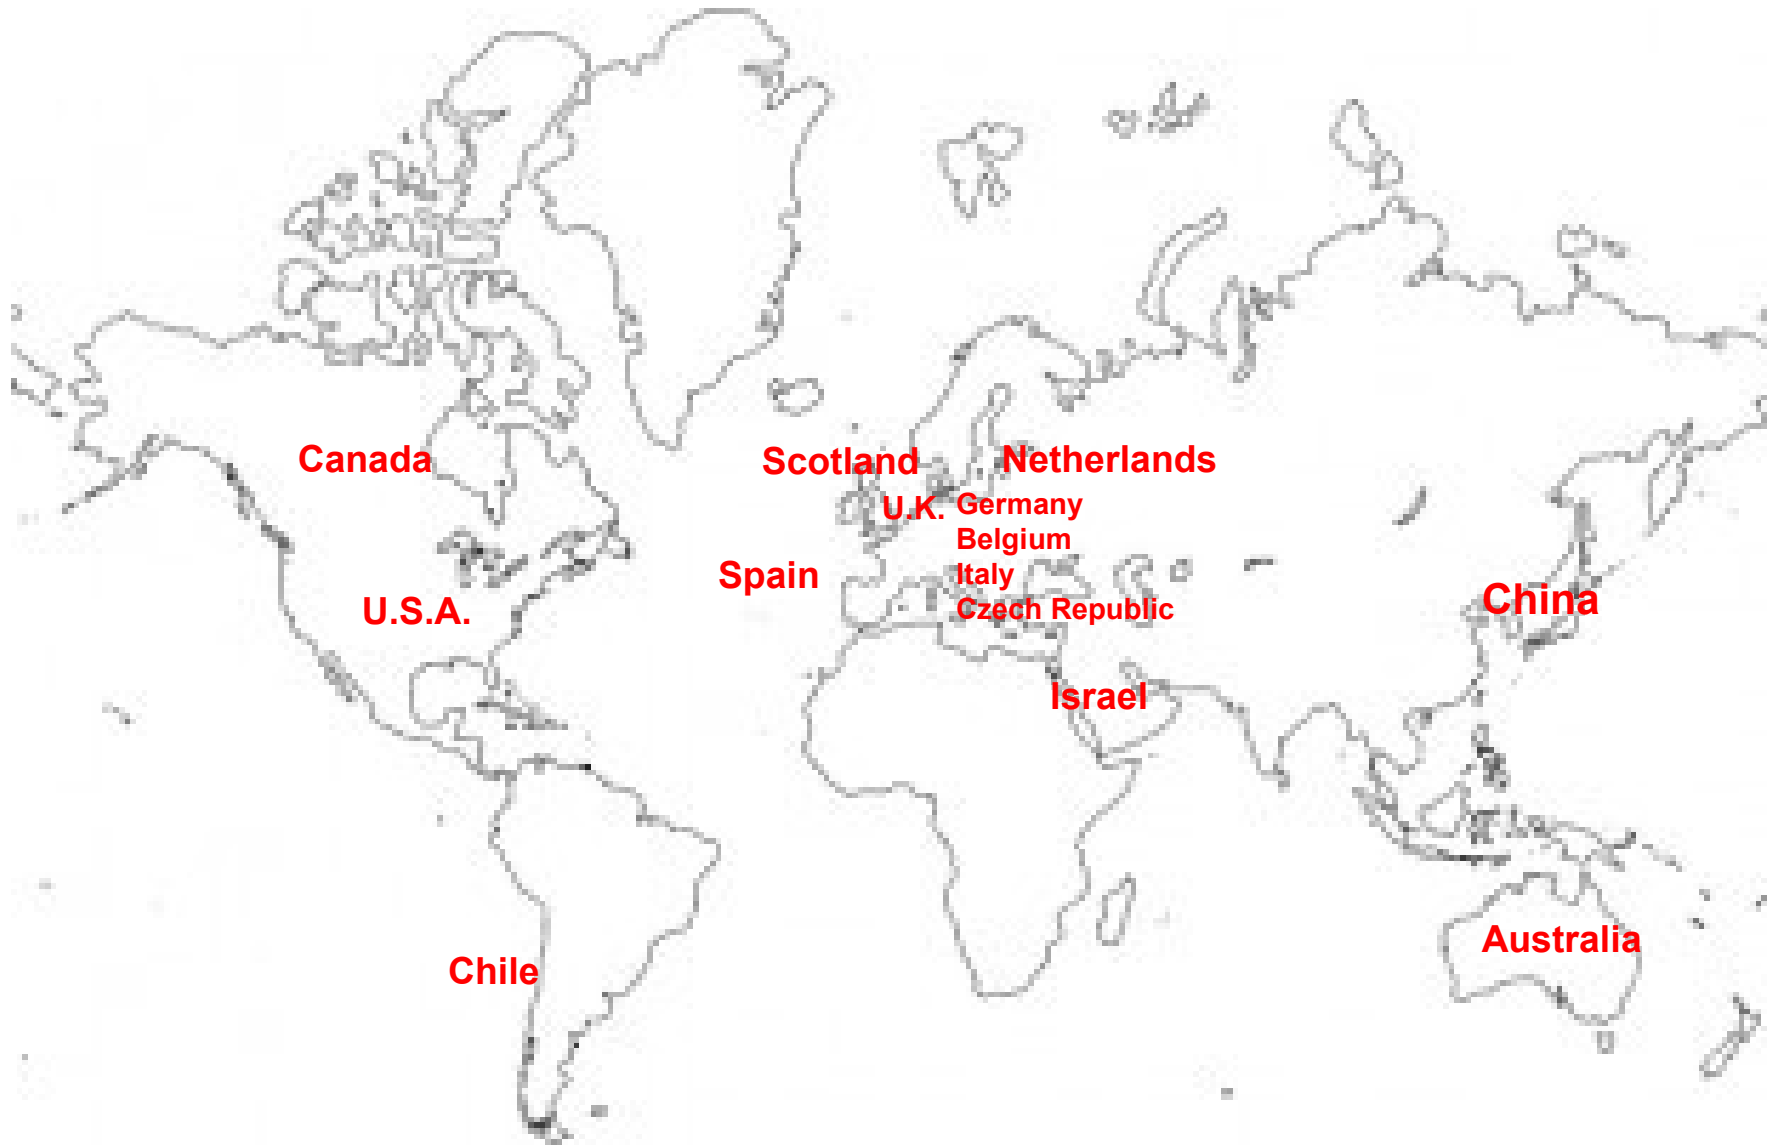 Canada
Scotland
Netherlands
U.K.
Germany
Belgium
Italy
Czech Republic
Spain
U.S.A.
China
Israel
Australia
Chile